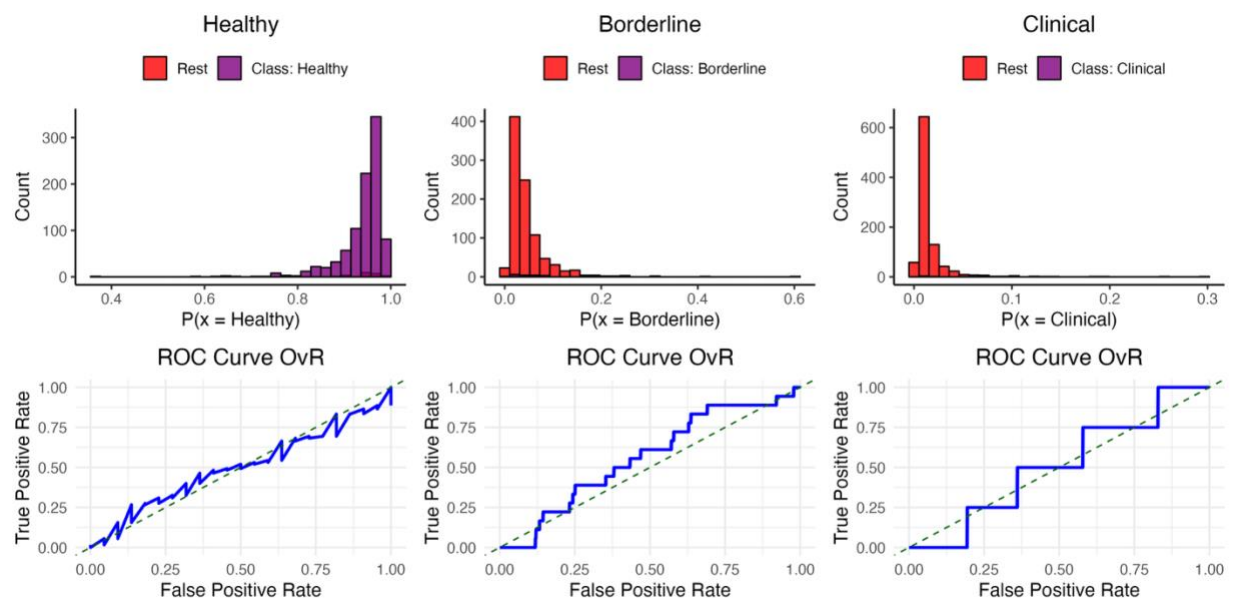 Healthy
Rest Class: Healthy
Count
300
200
100
0
0.4 0.6 0.8 1.0
P(x = Healthy)
Borderline
Rest Class: Borderline
Count
400
300
200
100
0
0.0 0.2 0.4 0.6
P(x = Borderline)
Clinical
Rest Class: Clinical
Count
600
400
200
0
0.0 0.1 0.2 0.3
P(x = Clinical)
ROC Curve OvR
True Positive Rate
1.00
0.75
0.50
0.25
0.00
0.00 0.25 0.50 0.75 1.00
False Positive Rate
ROC Curve OvR
True Positive Rate
1.00
0.75
0.50
0.25
0.00
0.00 0.25 0.50 0.75 1.00
False Positive Rate
ROC Curve OvR
True Positive Rate
1.00
0.75
0.50
0.25
0.00
0.00 0.25 0.50 0.75 1.00
False Positive Rate